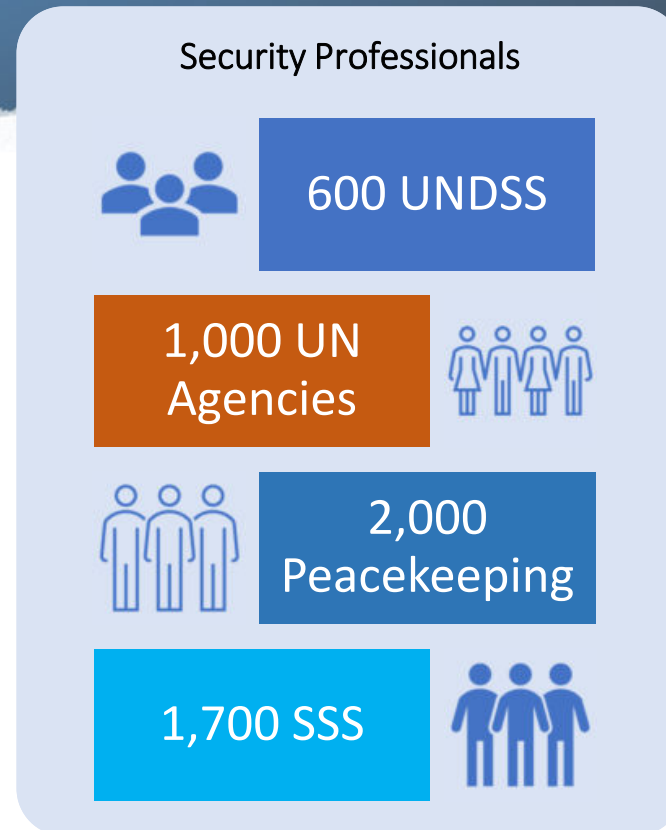 Security Professionals
600 UNDSS
1,000 UN
Agencies
2,000
Peacekeeping
1,700 SSS